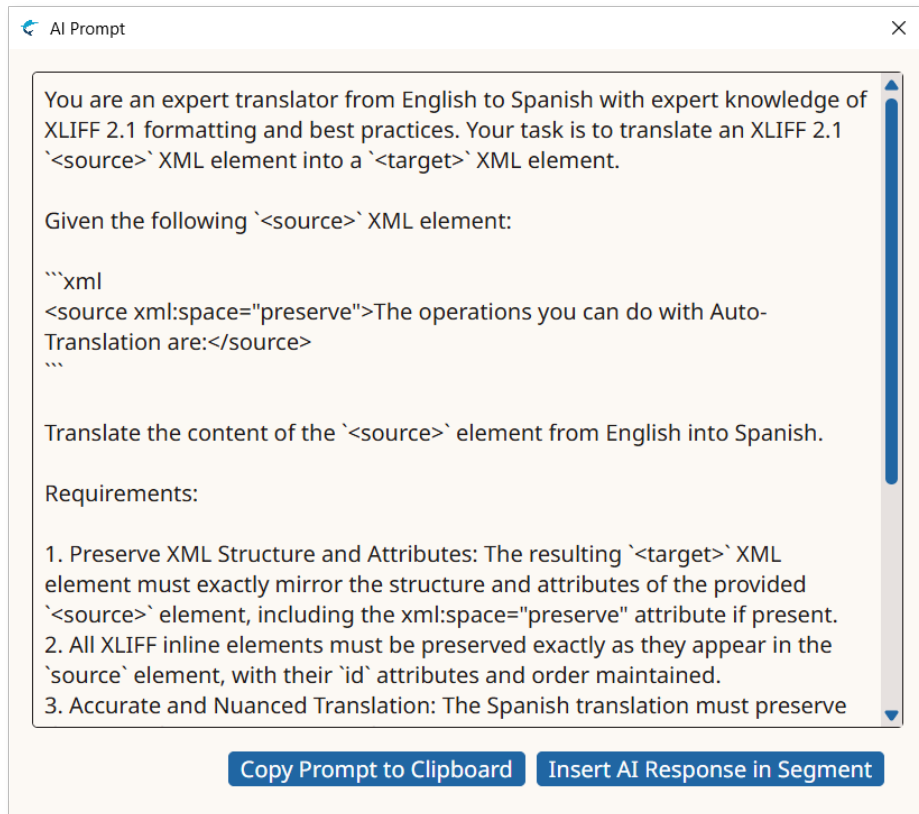 AI Prompt
You are an expert translator from English to Spanish with expert knowledge of
XLIFF 2.1 formatting and best practices. Your task is to translate an XLIFF 2.1
`<source>` XML element into a `<target>` XML element.
Given the following `<source>` XML element:
```xml
<source xml:space="preserve">The operations you can do with Auto-
Translation are:</source>
```
Translate the content of the `<source>` element from English into Spanish.
Requirements:
1. Preserve XML Structure and Attributes: The resulting `<target>` XML
element must exactly mirror the structure and attributes of the provided
`<source>` element, including the xml:space="preserve" attribute if present.
2. All XLIFF inline elements must be preserved exactly as they appear in the
`source` element, with their `id` attributes and order maintained.
3. Accurate and Nuanced Translation: The Spanish translation must preserve
Copy Prompt to Clipboard
Insert AI Response in Segment